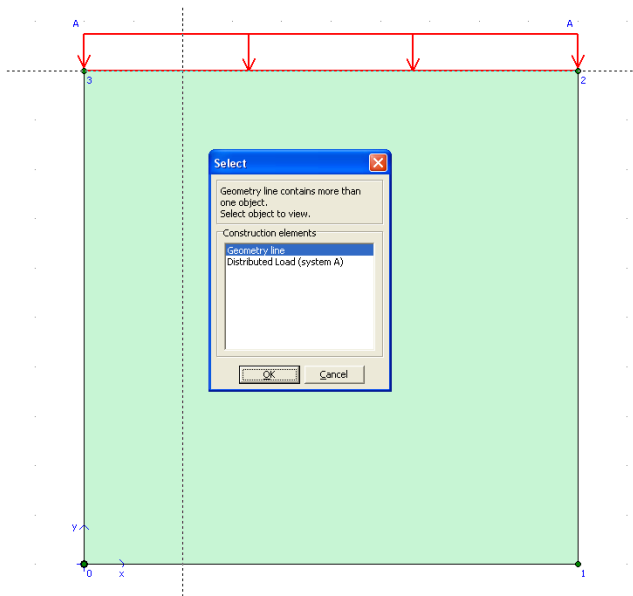 A A
3 2
Select
Geometry line contains more than
one object.
Select object to view.
Construction elements
Geometry line
Distributed Load (system A)
OK Cancel
y
0 x 1